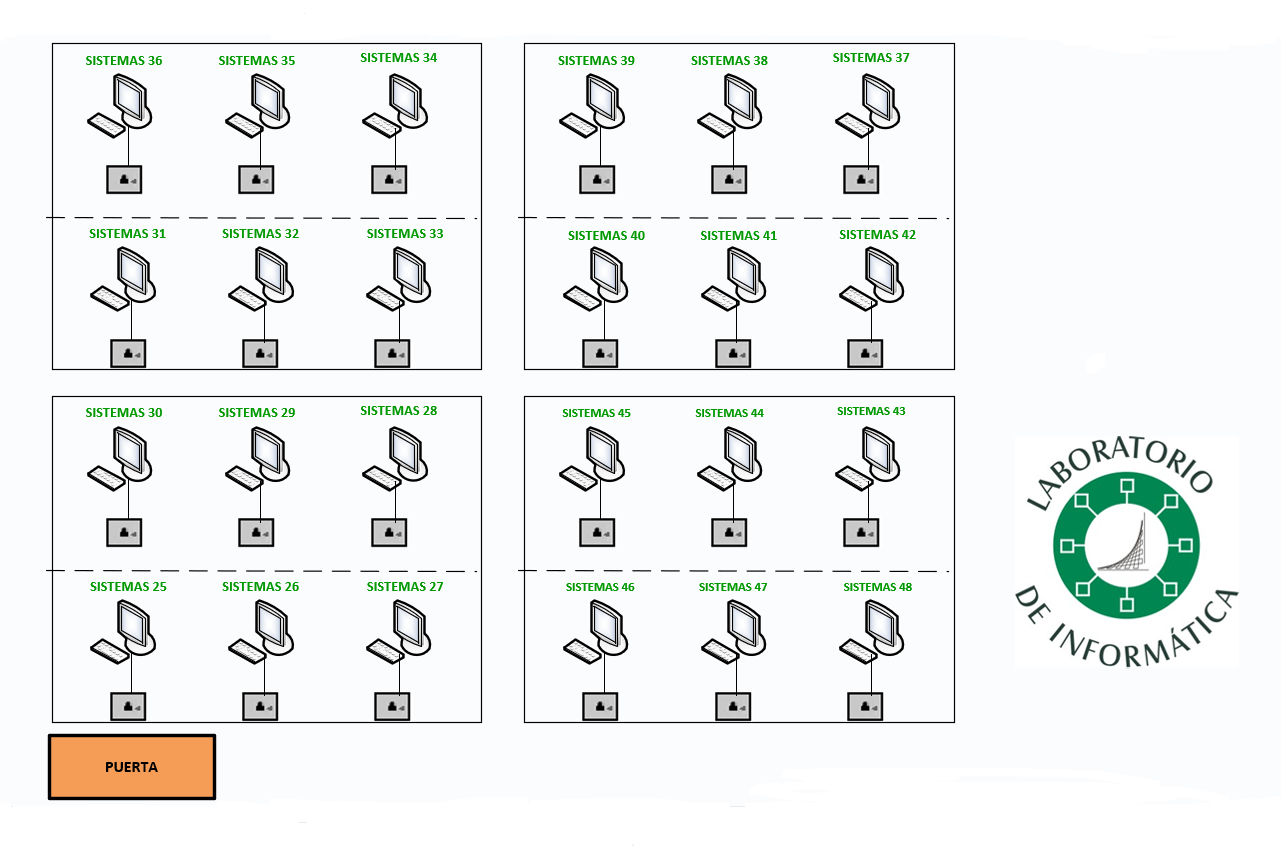 SISTEMAS 36
SISTEMAS 35
SISTEMAS 34
SISTEMAS 31
SISTEMAS 32
SISTEMAS 33
SISTEMAS 39
SISTEMAS 38
SISTEMAS 37
SISTEMAS 40
SISTEMAS 41
SISTEMAS 42
SISTEMAS 30
SISTEMAS 29
SISTEMAS 28
SISTEMAS 25
SISTEMAS 26
SISTEMAS 27
SISTEMAS 45
SISTEMAS 44
SISTEMAS 43
SISTEMAS 46
SISTEMAS 47
SISTEMAS 48
LABORATORIO
DE INFORMÁTICA
PUERTA